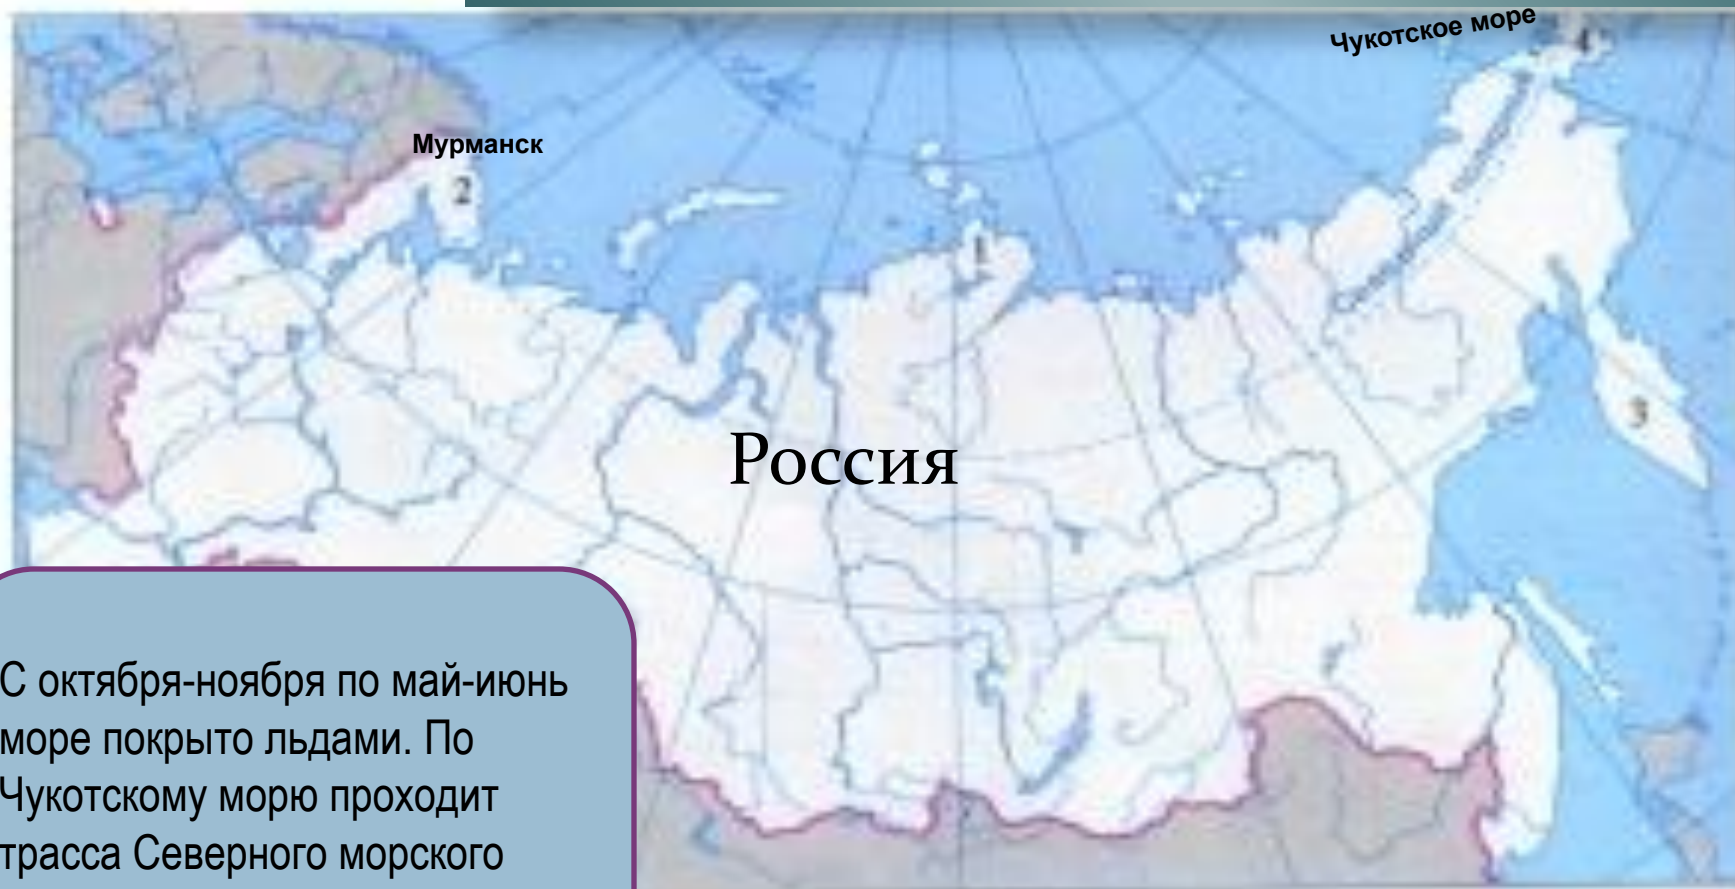 Чукотское море
4
Мурманск
2
1
3
Россия
С октября-ноября по май-июнь
море покрыто льдами. По
Чукотскому морю проходит
трасса Северного морского